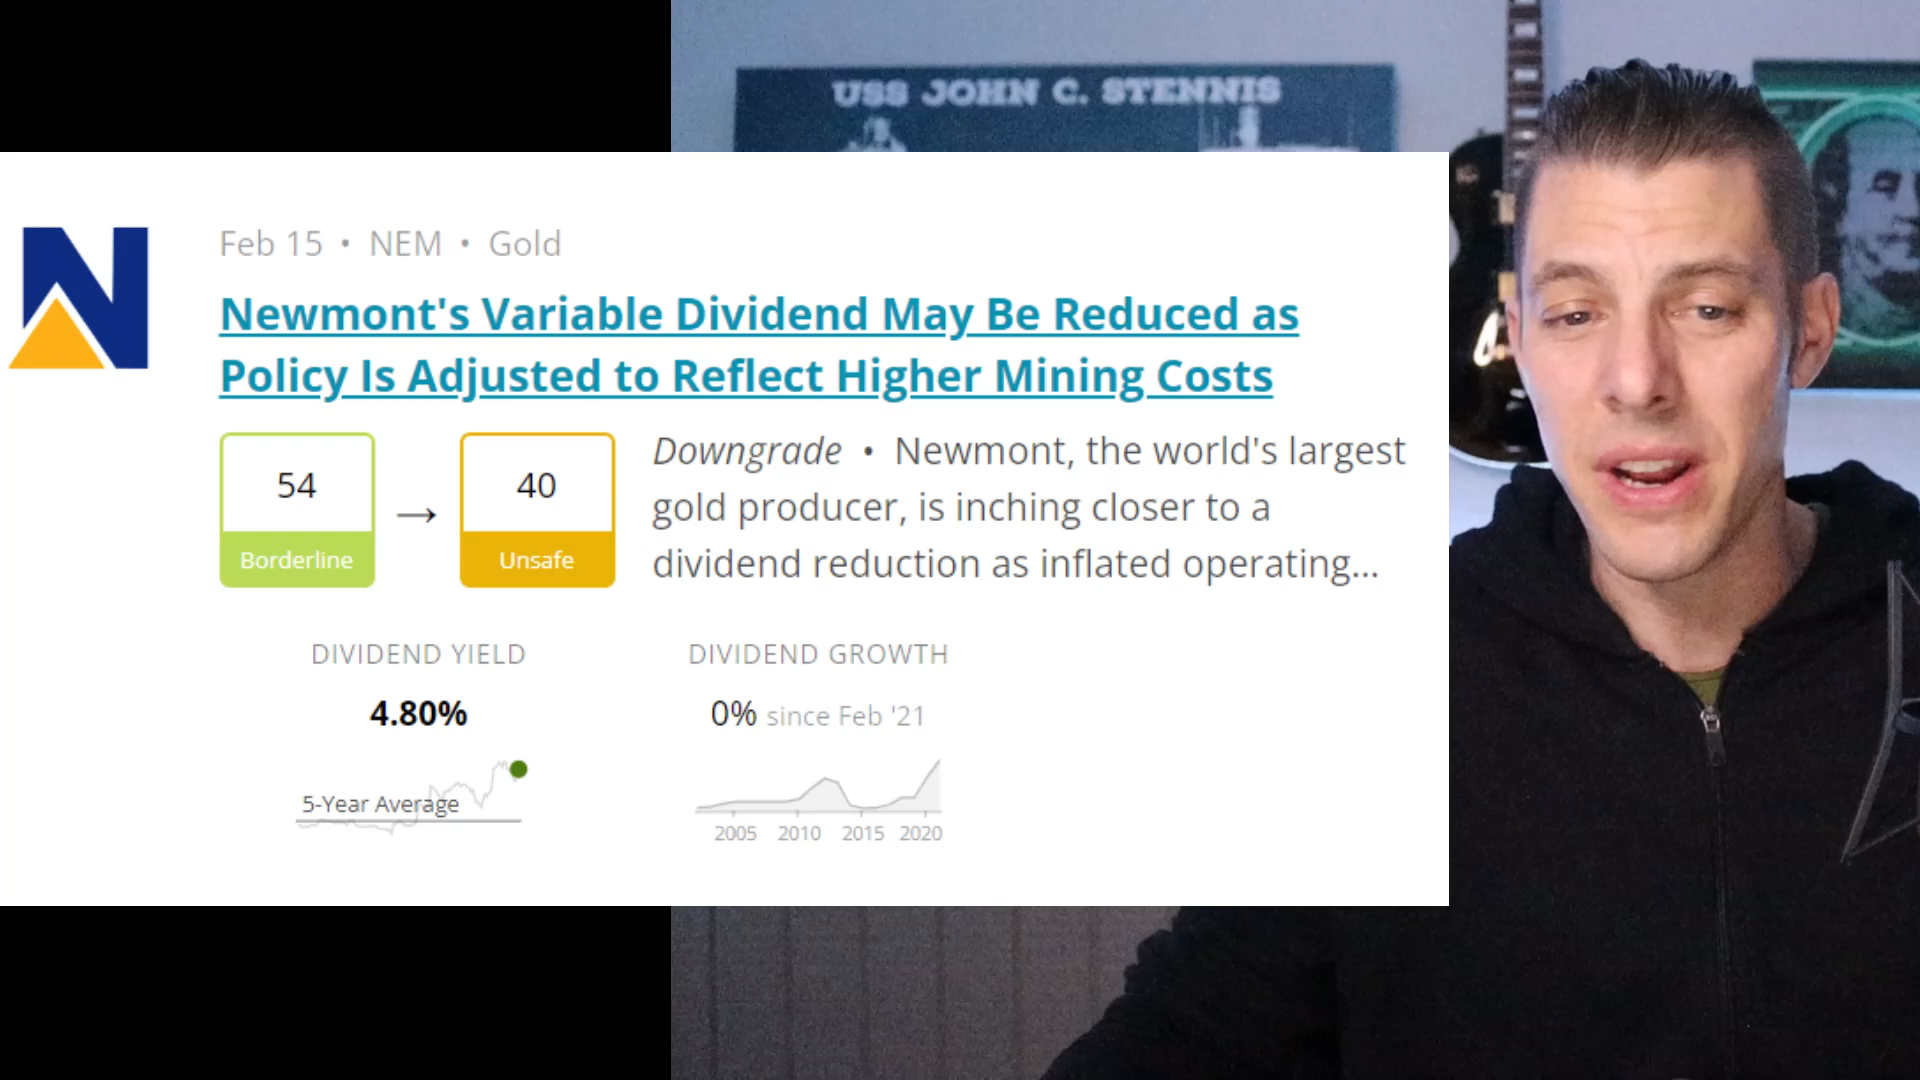 USS JOHN C. STENNIS
Feb 15 • NEM • Gold
Newmont's Variable Dividend May Be Reduced as
Policy Is Adjusted to Reflect Higher Mining Costs
54 → 40
Borderline Unsafe
Downgrade • Newmont, the world's largest
gold producer, is inching closer to a
dividend reduction as inflated operating...
DIVIDEND YIELD DIVIDEND GROWTH
4.80% 0% since Feb '21
5-Year Average
2005 2010 2015 2020